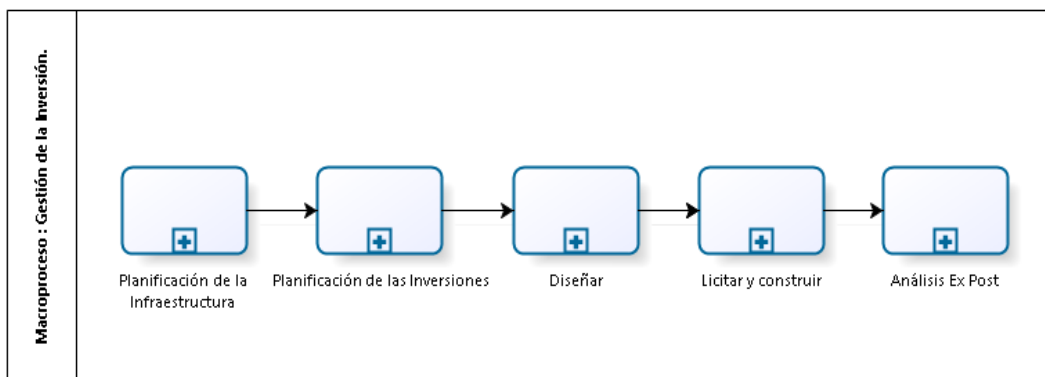 Macroproceso : Gestión de la Inversión.
Planificación de la
Infraestructura
Planificación de las Inversiones
Diseñar
Licitar y construir
Análisis Ex Post